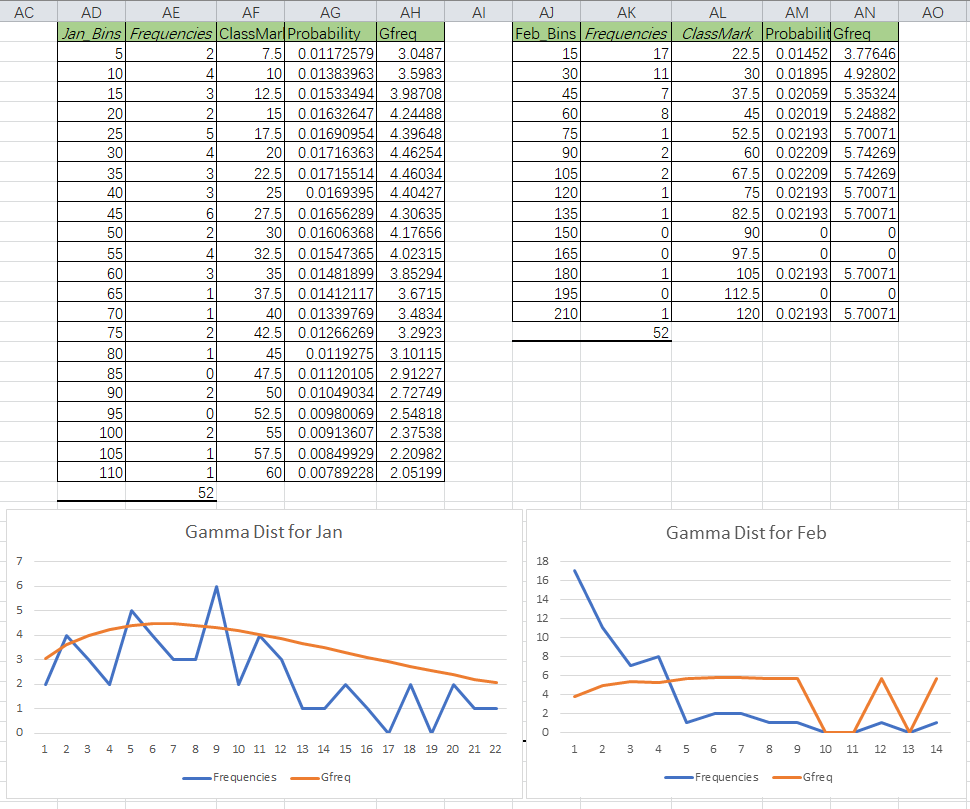 AC AD AE AF AG AH AI AJ AK AL AM AN AO
Jan_Bins Frequencies ClassMar Probability Gfreq Feb_Bins Frequencies ClassMark Probabilit Gfreq
5 2 7.5 0.01172579 3.0487 15 17 22.5 0.01452 3.77646
10 4 10 0.01383963 3.5983 30 11 30 0.01895 4.92802
15 3 12.5 0.01533494 3.98708 45 7 37.5 0.02059 5.35324
20 2 15 0.01632647 4.24488 60 8 45 0.02019 5.24882
25 5 17.5 0.01690954 4.39648 75 1 52.5 0.02193 5.70071
30 4 20 0.01716363 4.46254 90 2 60 0.02209 5.74269
35 3 22.5 0.01715514 4.46034 105 2 67.5 0.02209 5.74269
40 3 25 0.0169395 4.40427 120 1 75 0.02193 5.70071
45 6 27.5 0.01656289 4.30635 135 1 82.5 0.02193 5.70071
50 2 30 0.01606368 4.17656 150 0 90 0 0
55 4 32.5 0.01547365 4.02315 165 0 97.5 0 0
60 3 35 0.01481899 3.85294 180 1 105 0.02193 5.70071
65 1 37.5 0.01412117 3.6715 195 0 112.5 0 0
70 1 40 0.01339769 3.4834 210 1 120 0.02193 5.70071
75 2 42.5 0.01266269 3.2923 52
80 1 45 0.0119275 3.10115
85 0 47.5 0.01120105 2.91227
90 2 50 0.01049034 2.72749
95 0 52.5 0.00980069 2.54818
100 2 55 0.00913607 2.37538
105 1 57.5 0.00849929 2.20982
110 1 60 0.00789228 2.05199
52
Gamma Dist for Jan
7
6
5
4
3
2
1
0
1 2 3 4 5 6 7 8 9 10 11 12 13 14 15 16 17 18 19 20 21 22
Frequencies Gfreq
Gamma Dist for Feb
18
16
14
12
10
8
6
4
2
0
1 2 3 4 5 6 7 8 9 10 11 12 13 14
Frequencies Gfreq